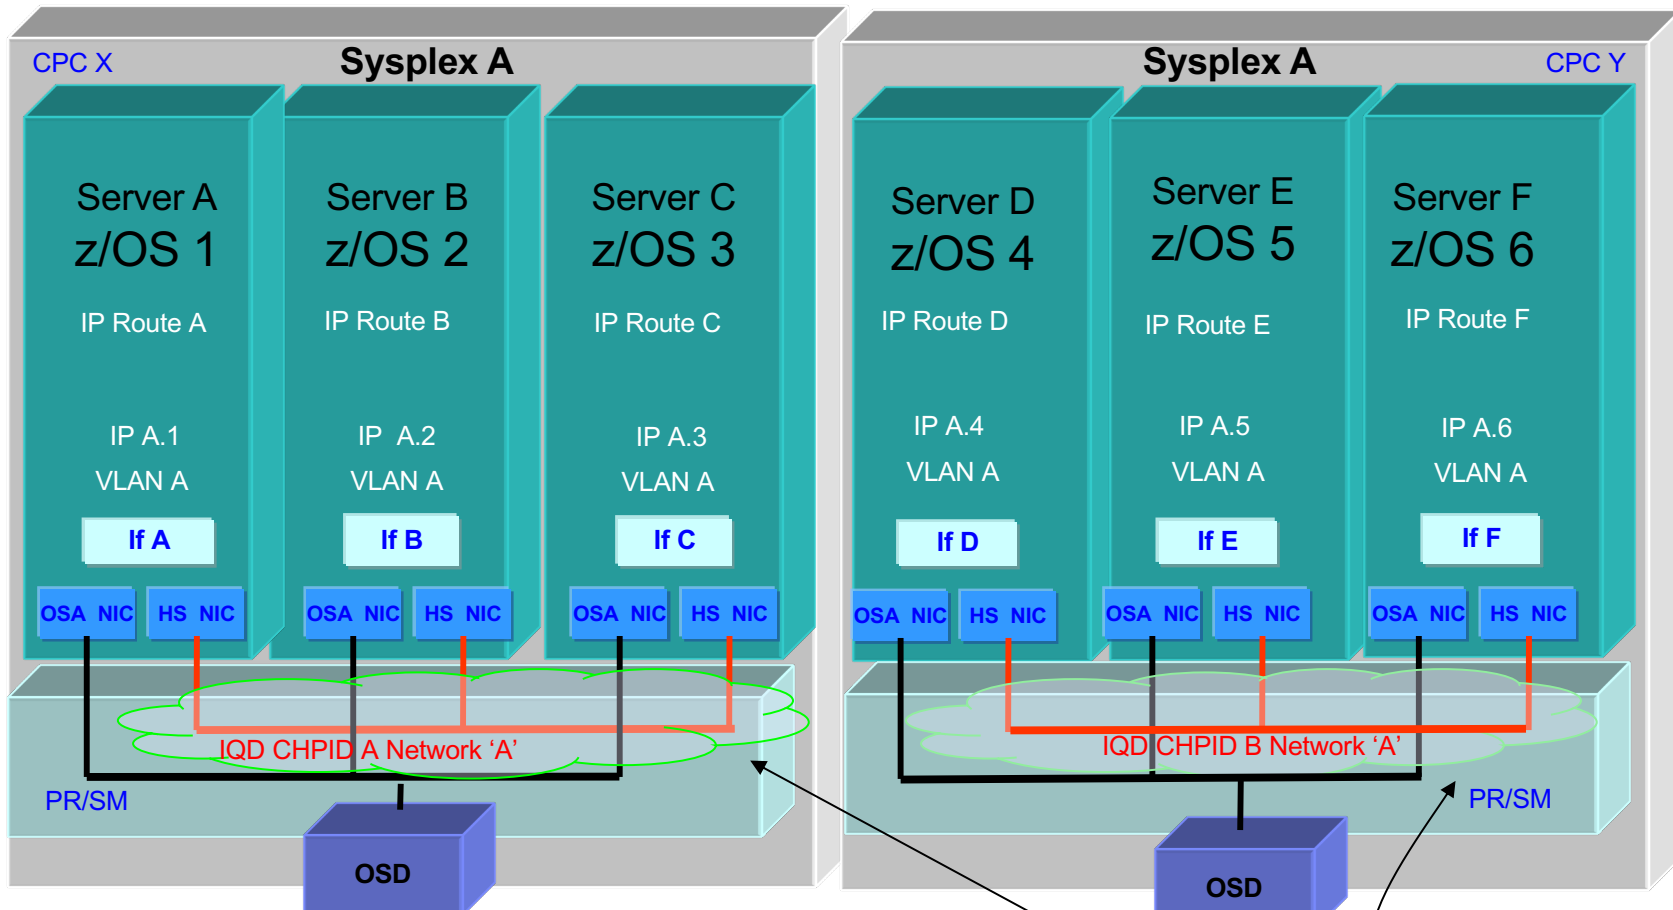 CPC X
Sysplex A
Server A
z/OS 1
IP Route A
IP A.1
VLAN A
If A
OSA NIC
HS NIC
Server B
z/OS 2
IP Route B
IP A.2
VLAN A
If B
OSA NIC
HS NIC
Server C
z/OS 3
IP Route C
IP A.3
VLAN A
If C
OSA NIC
HS NIC
IQD CHPID A Network ‘A’
PR/SM
OSD
Sysplex A
CPC Y
Server D
z/OS 4
IP Route D
IP A.4
VLAN A
If D
OSA NIC
HS NIC
Server E
z/OS 5
IP Route E
IP A.5
VLAN A
If E
OSA NIC
HS NIC
Server F
z/OS 6
IP Route F
IP A.6
VLAN A
If F
OSA NIC
HS NIC
IQD CHPID B Network ‘A’
PR/SM
OSD